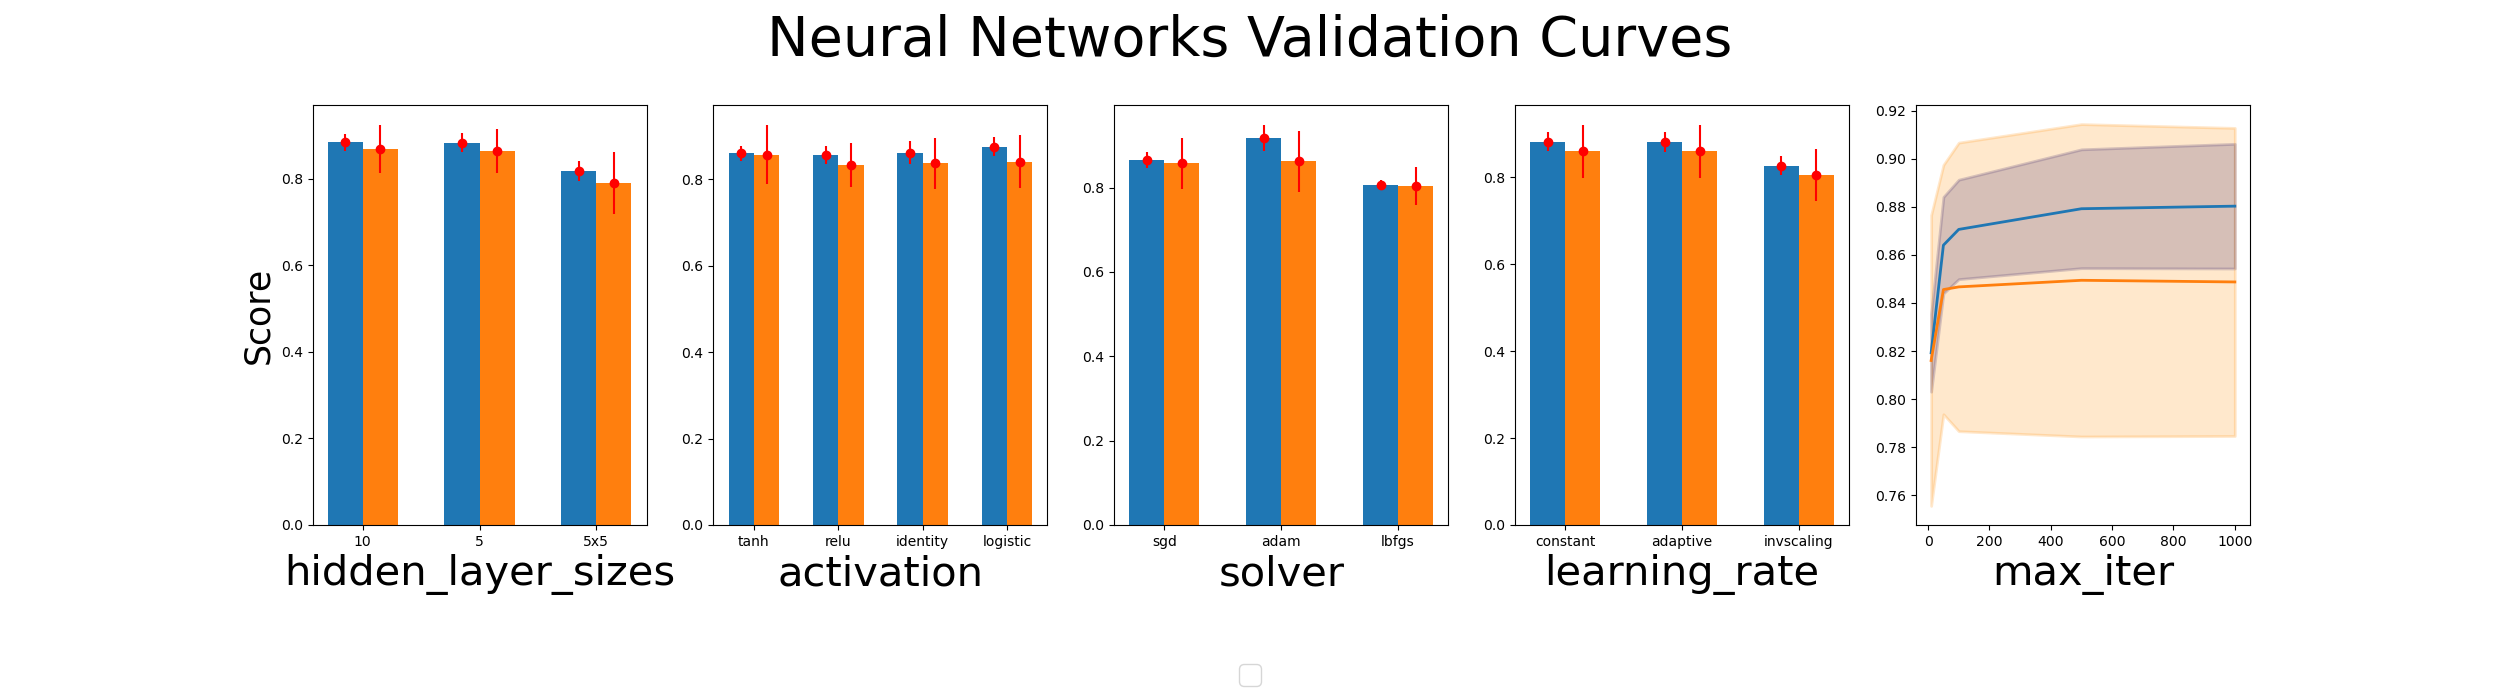 Neural Networks Validation Curves
Score
0.0
0.2
0.4
0.6
0.8
10 5 5x5
hidden_layer_sizes
0.0
0.2
0.4
0.6
0.8
tanh relu identity logistic
activation
0.0
0.2
0.4
0.6
0.8
sgd adam lbfgs
solver
0.0
0.2
0.4
0.6
0.8
constant adaptive invscaling
learning_rate
0.92
0.90
0.88
0.86
0.84
0.82
0.80
0.78
0.76
0 200 400 600 800 1000
max_iter